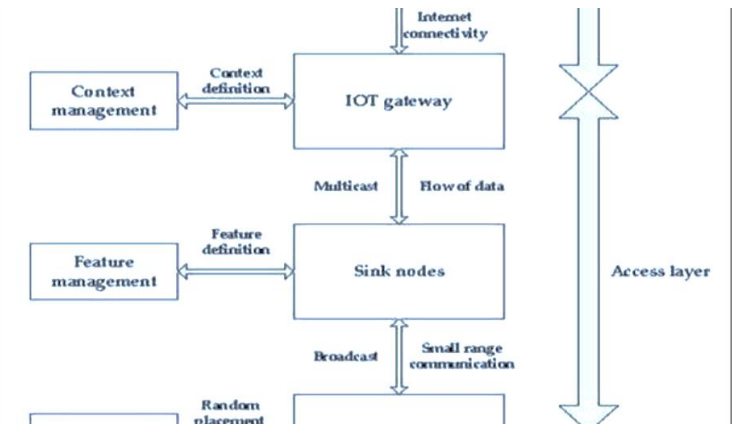 Internet
connectivity
Context
definition
Context
management
IOT gateway
Multicast
Flow of data
Feature
definition
Feature
management
Sink nodes
Access layer
Broadcast
Small range
communication
Random
placement